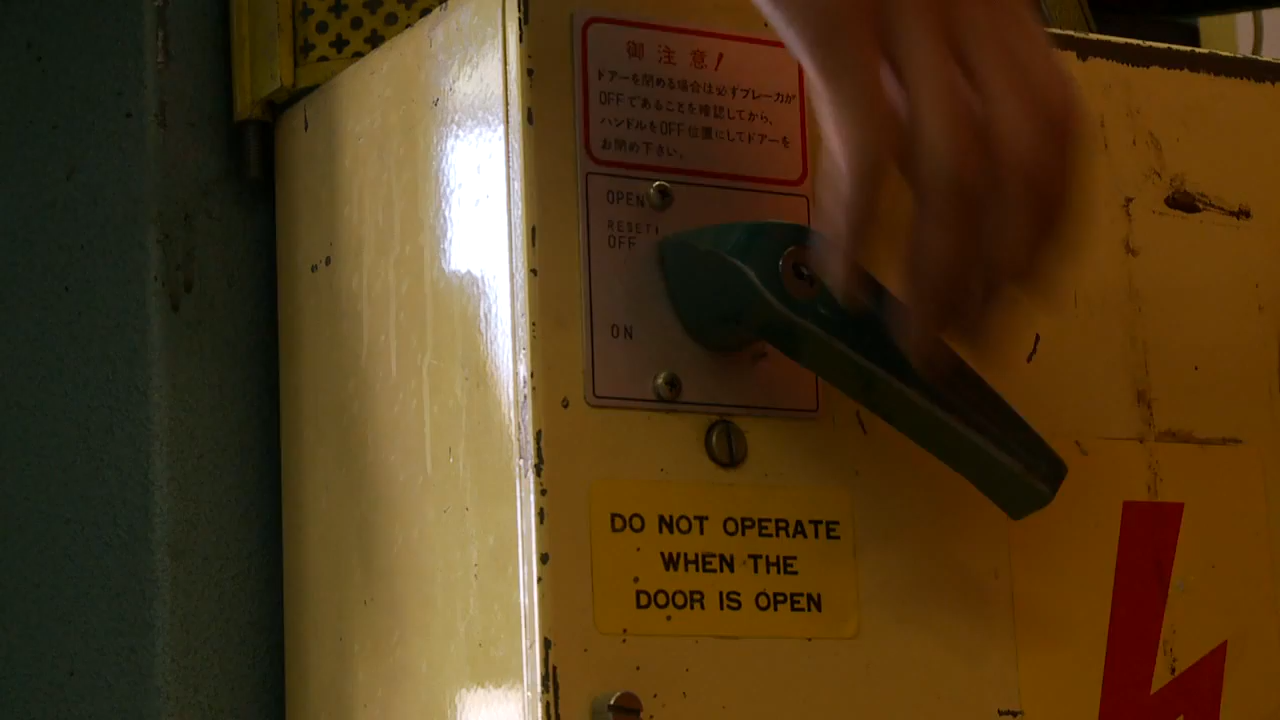 御注意!
ドアーを閉める場合は必ずブレーカが
OFFであることを確認してから、
ハンドルをOFF位置にしてドアーを
お閉め下さい。
OPEN
RESET
OFF
ON
DO NOT OPERATE
WHEN THE
DOOR IS OPEN